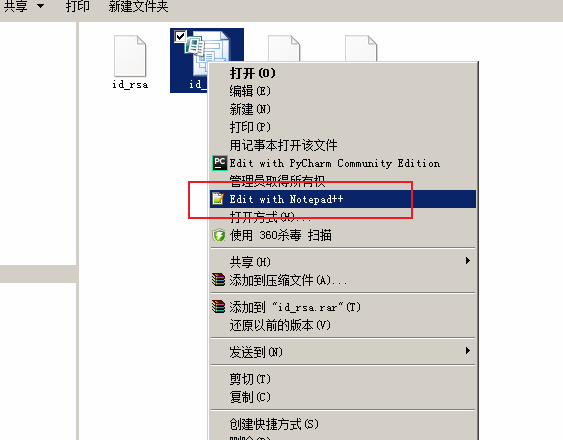 共享 打印 新建文件夹
id_rsa id_
打开(O)
编辑(E)
新建(N)
打印(P)
用记事本打开该文件
Edit with PyCharm Community Edition
管理员取得所有权
Edit with Notepad++
打开方式(H)...
使用 360杀毒 扫描
共享(H)
添加到压缩文件(A)...
添加到 "id_rsa.rar"(T)
还原以前的版本(V)
发送到(N)
剪切(T)
复制(C)
创建快捷方式(S)
删除(D)